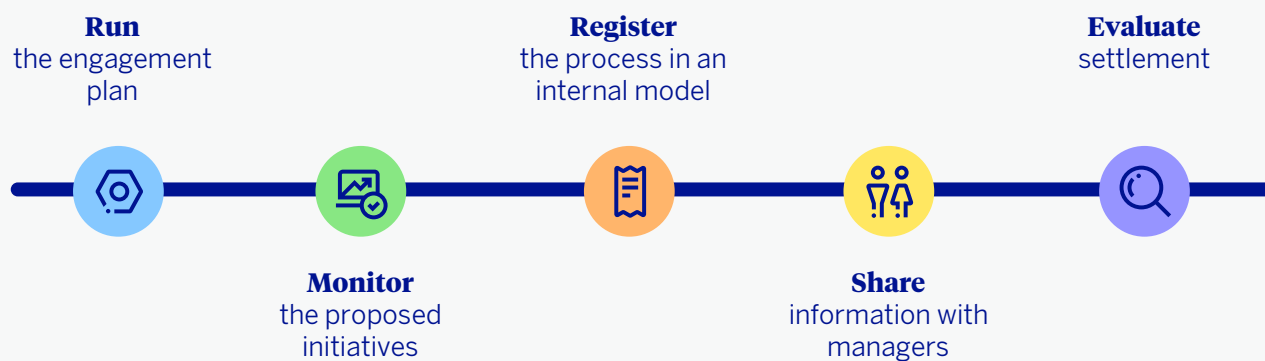 Run
the engagement
plan
Monitor
the proposed
initiatives
Register
the process in an
internal model
Share
information with
managers
Evaluate
settlement